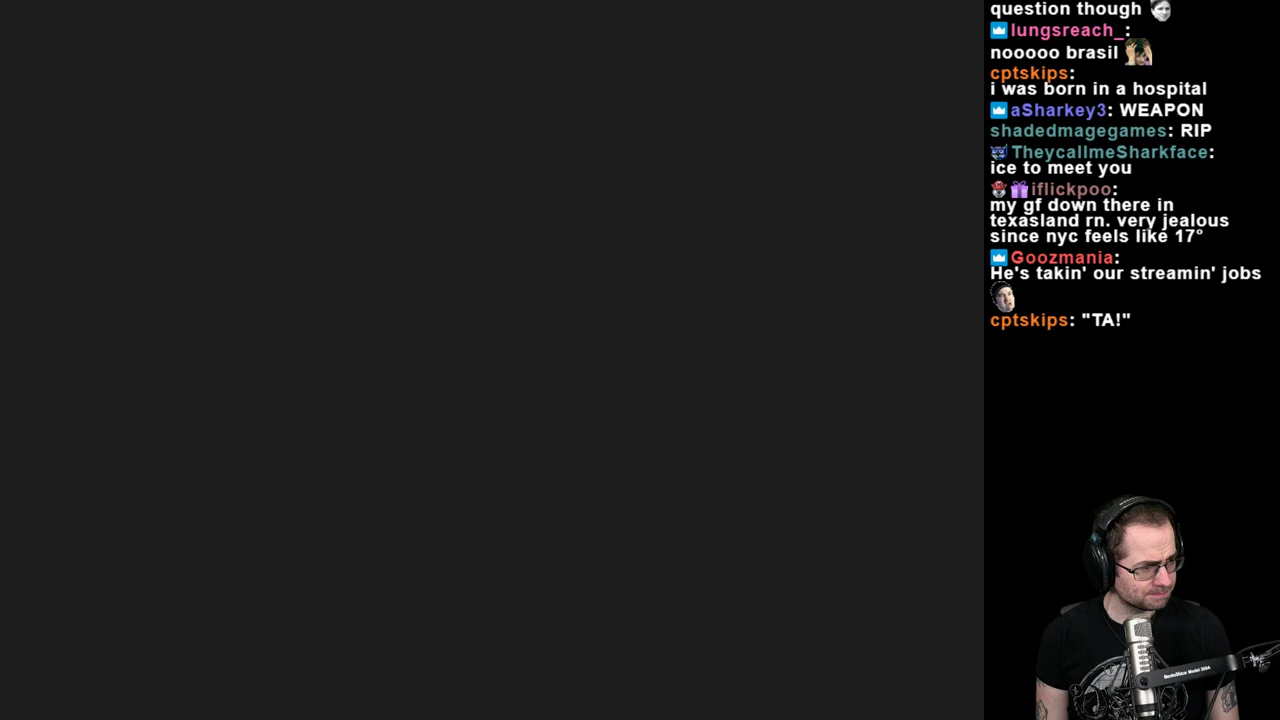 question though
lungsreach_:
nooooo brasil
cptskips:
i was born in a hospital
aSharkey3: WEAPON
shadedmagegames: RIP
TheycallmeSharkface:
ice to meet you
iflickpoo:
my gf down there in
texasland rn. very jealous
since nyc feels like 17°
Goozmania:
He's takin' our streamin' jobs
cptskips: "TA!"